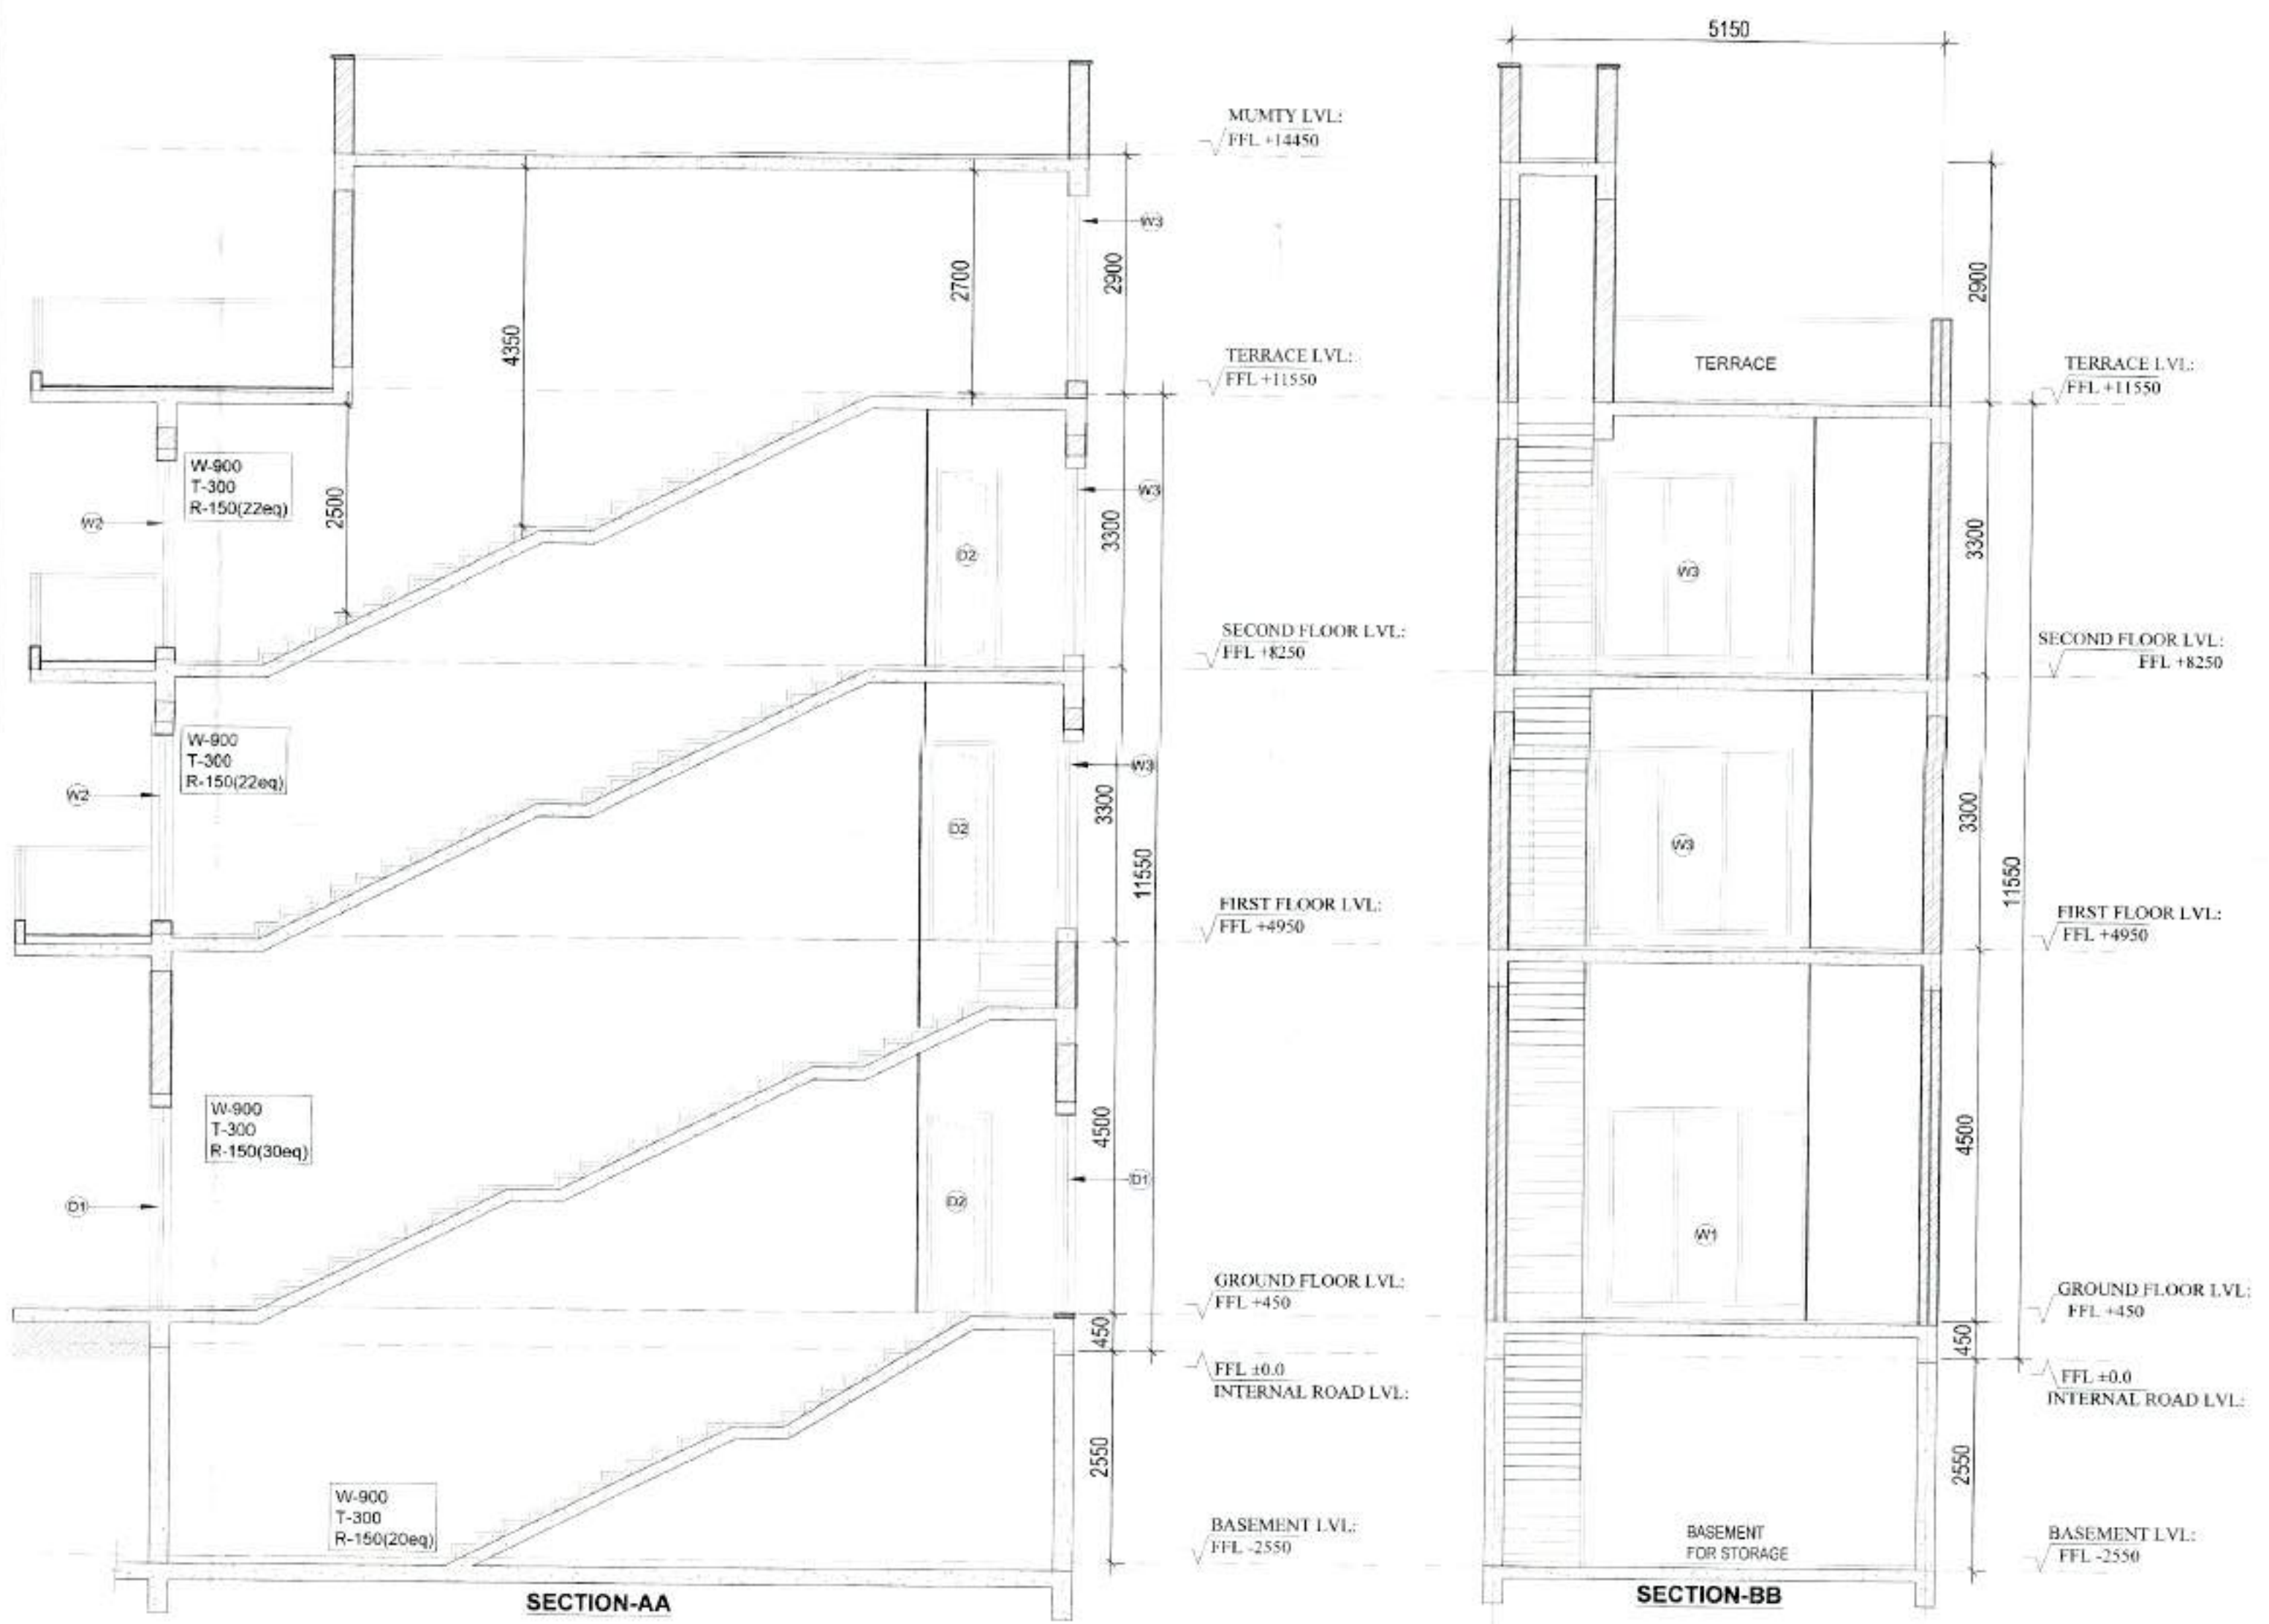 5150
MUMTY LVL:
FFL +14450
W3
2900
2700
4350
2900
TERRACE LVL:
FFL +11550
TERRACE
TERRACE LVL:
FFL +11550
W-900
T-300
R-150(22eq)
W2
2500
W3
3300
D2
W3
3300
SECOND FLOOR LVL:
FFL +8250
SECOND FLOOR LVL:
FFL +8250
W-900
T-300
R-150(22eq)
W2
W3
3300
D2
W3
3300
11550
11550
FIRST FLOOR LVL:
FFL +4950
FIRST FLOOR LVL:
FFL +4950
W-900
T-300
R-150(30eq)
4500
4500
D1
D2
D1
W1
GROUND FLOOR LVL:
FFL +450
GROUND FLOOR LVL:
FFL +450
450
450
FFL ±0.0
INTERNAL ROAD LVL:
FFL ±0.0
INTERNAL ROAD LVL:
2550
2550
W-900
T-300
R-150(20eq)
BASEMENT LVL:
FFL -2550
BASEMENT
FOR STORAGE
BASEMENT LVL:
FFL -2550
SECTION-AA
SECTION-BB